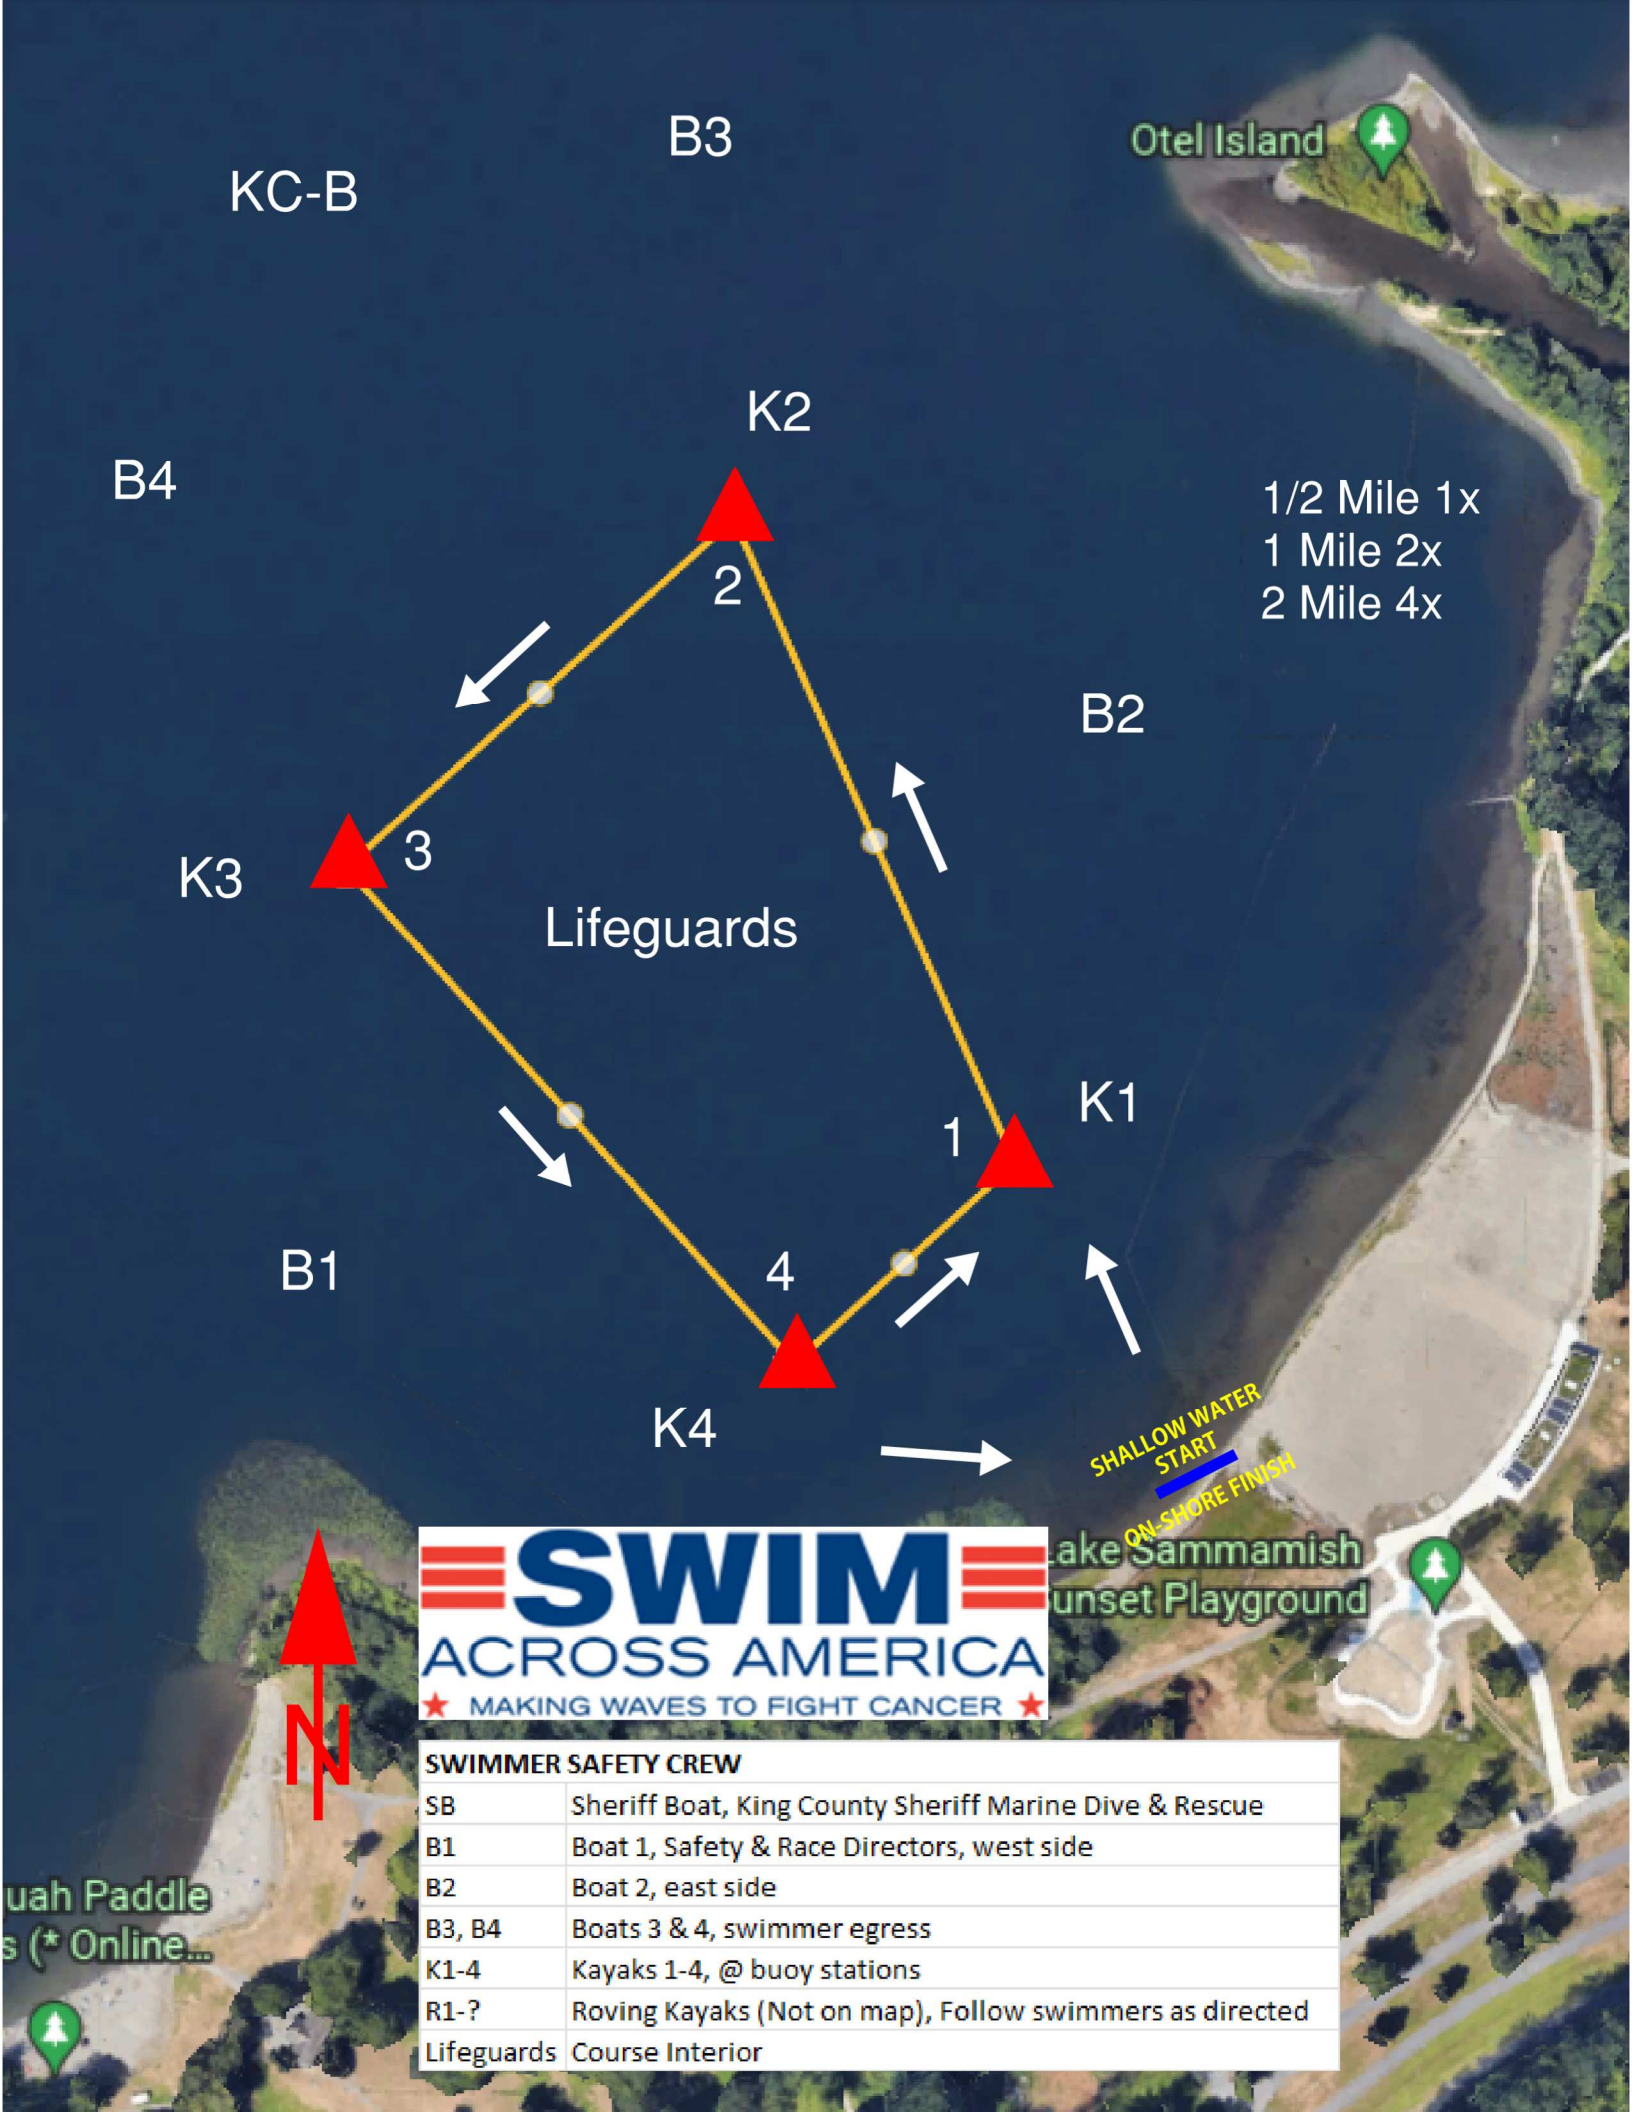 B3
Otel Island
KC-B
K2
B4
1/2 Mile 1x
1 Mile 2x
2 Mile 4x
2
B2
3
K3
Lifeguards
K1
1
B1
4
K4
SHALLOW WATER
START
ON-SHORE FINISH
ake Sammamish
unset Playground
SWIM
ACROSS AMERICA
MAKING WAVES TO FIGHT CANCER
N
SWIMMER SAFETY CREW
SB Sheriff Boat, King County Sheriff Marine Dive & Rescue
B1 Boat 1, Safety & Race Directors, west side
B2 Boat 2, east side
B3, B4 Boats 3 & 4, swimmer egress
K1-4 Kayaks 1-4, @ buoy stations
R1-? Roving Kayaks (Not on map), Follow swimmers as directed
Lifeguards Course Interior
uah Paddle
s (* Online...